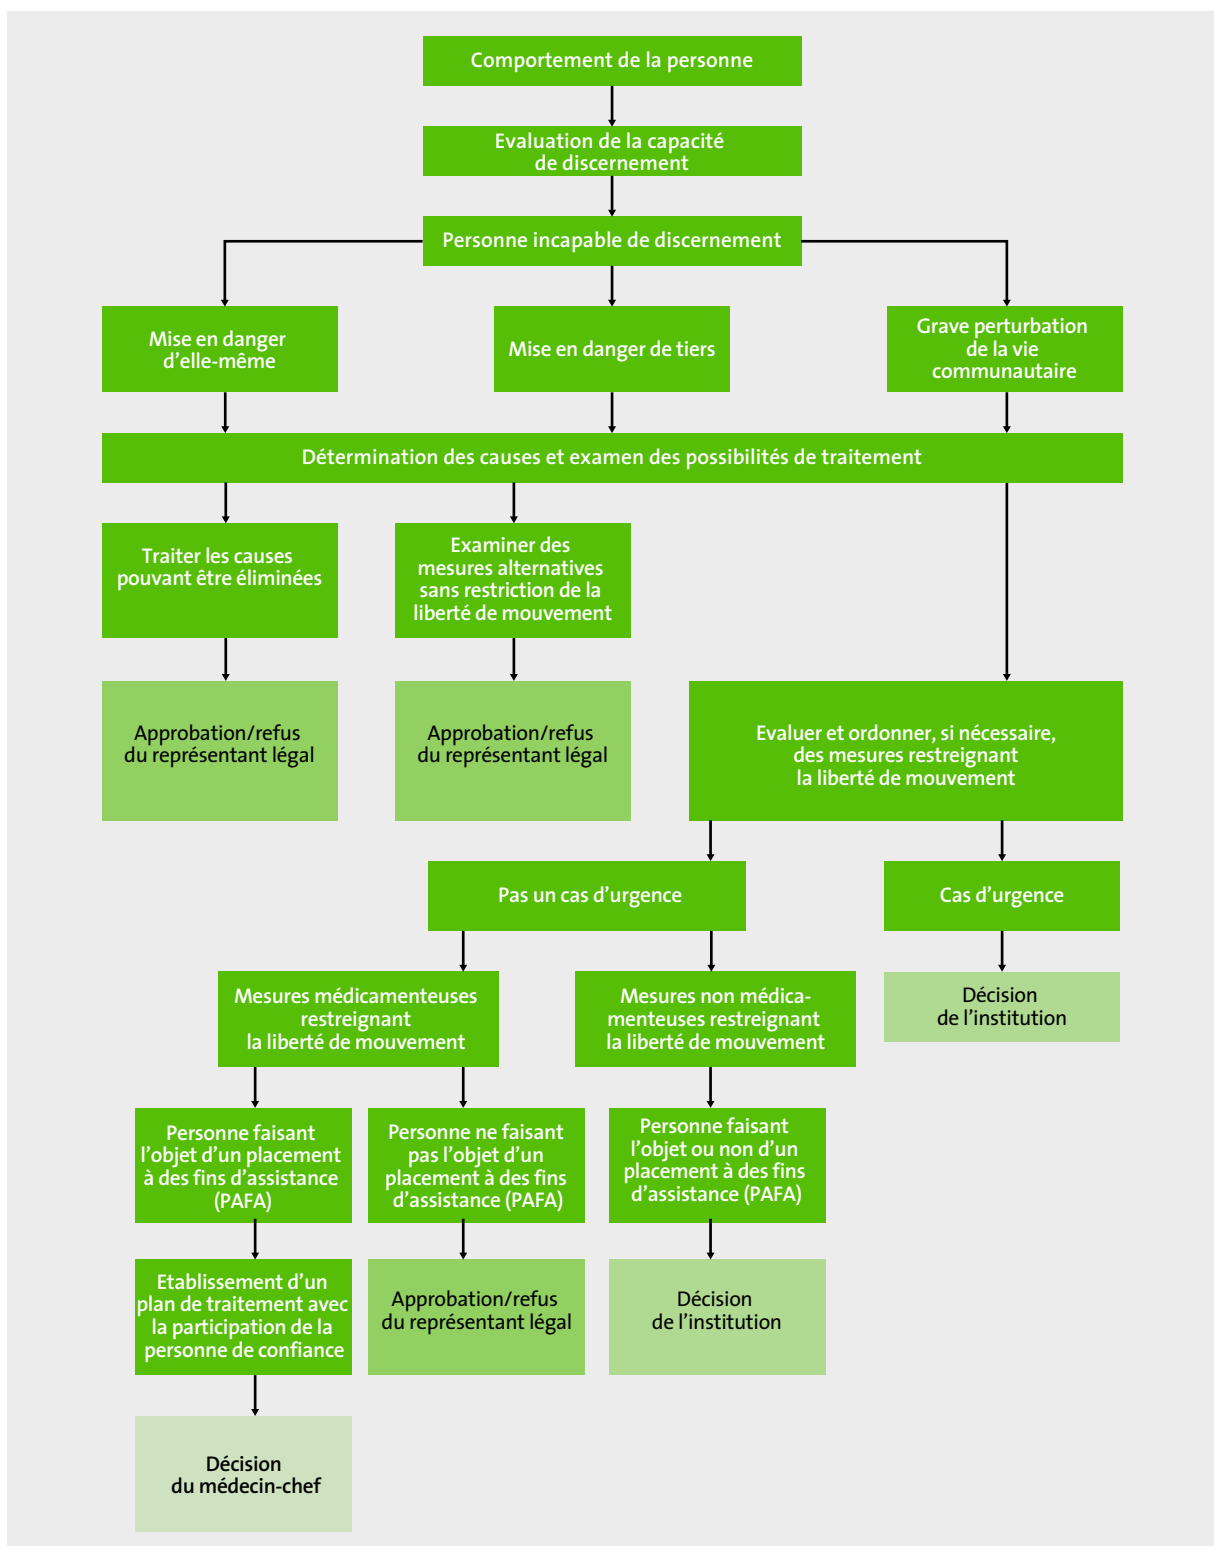 Comportement de la personne
Evaluation de la capacité
de discernement
Personne incapable de discernement
Mise en danger
d’elle-même
Mise en danger de tiers
Grave perturbation
de la vie
communautaire
Détermination des causes et examen des possibilités de traitement
Traiter les causes
pouvant être éliminées
Examiner des
mesures alternatives
sans restriction de la
liberté de mouvement
Approbation/refus
du représentant légal
Approbation/refus
du représentant légal
Evaluer et ordonner, si nécessaire,
des mesures restreignant
la liberté de mouvement
Pas un cas d’urgence
Cas d’urgence
Mesures médicamenteuses
restreignant
la liberté de mouvement
Mesures non médica-
menteuses restreignant
la liberté de mouvement
Décision
de l’institution
Personne faisant
l’objet d’un placement
à des fins d’assistance
(PAFA)
Personne ne faisant
pas l’objet d’un
placement à des fins
d’assistance (PAFA)
Personne faisant
l’objet ou non d’un
placement à des fins
d’assistance (PAFA)
Etablissement d’un
plan de traitement avec
la participation de la
personne de confiance
Approbation/refus
du représentant légal
Décision
de l’institution
Décision
du médecin-chef